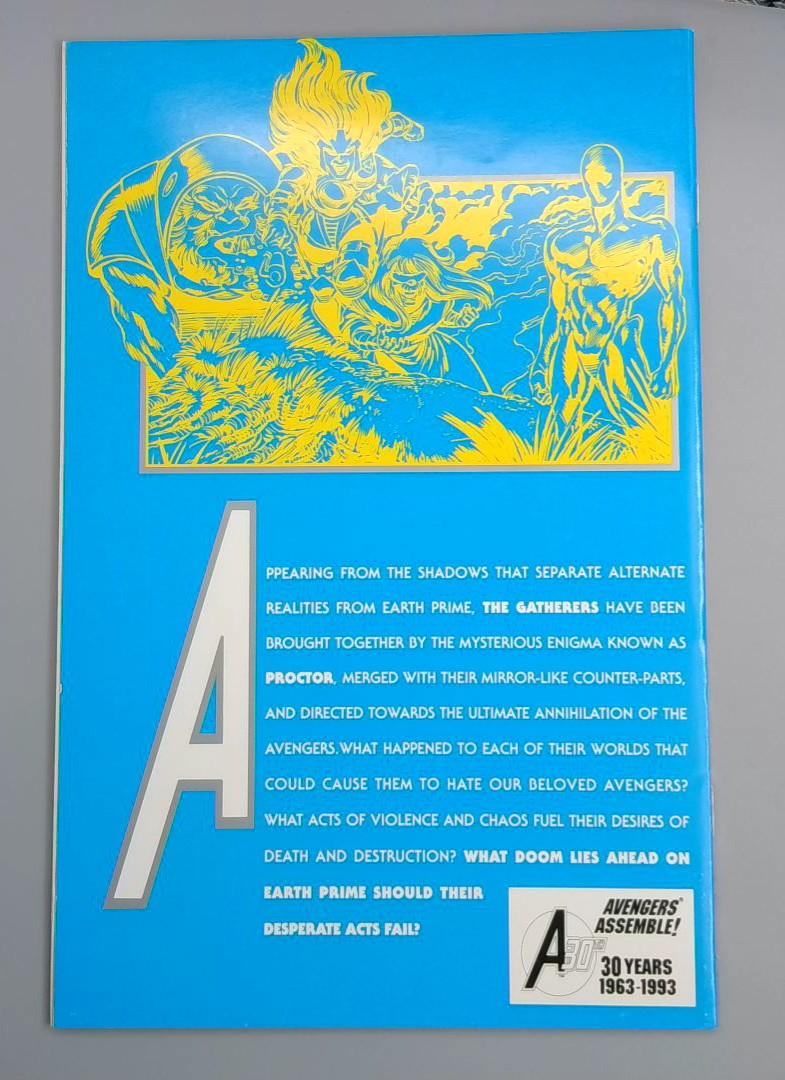 APPEARING FROM THE SHADOWS THAT SEPARATE ALTERNATE
REALITIES FROM EARTH PRIME, THE GATHERERS HAVE BEEN
BROUGHT TOGETHER BY THE MYSTERIOUS ENIGMA KNOWN AS
PROCTOR, MERGED WITH THEIR MIRROR-LIKE COUNTER-PARTS,
AND DIRECTED TOWARDS THE ULTIMATE ANNIHILATION OF THE
AVENGERS. WHAT HAPPENED TO EACH OF THEIR WORLDS THAT
COULD CAUSE THEM TO HATE OUR BELOVED AVENGERS?
WHAT ACTS OF VIOLENCE AND CHAOS FUEL THEIR DESIRES OF
DEATH AND DESTRUCTION? WHAT DOOM LIES AHEAD ON
EARTH PRIME SHOULD THEIR
DESPERATE ACTS FAIL?
AVENGERS®
ASSEMBLE!
A 30TH
30 YEARS
1963-1993